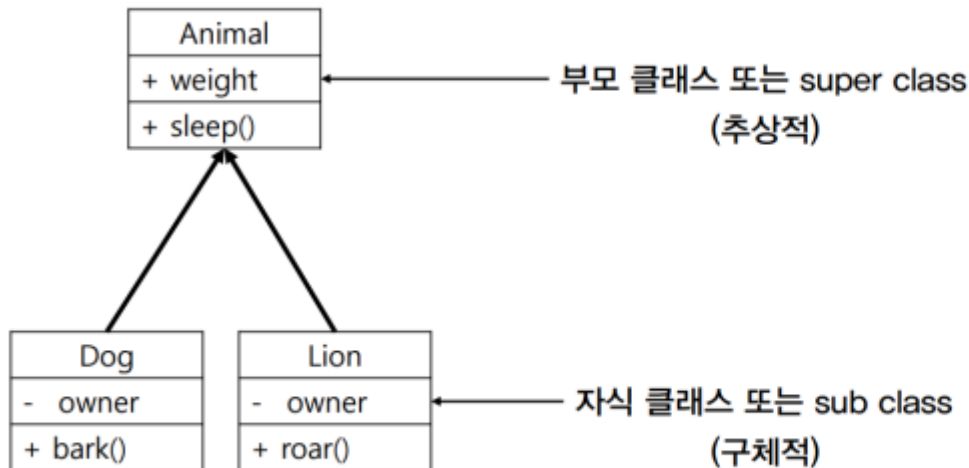 Animal
+ weight
+ sleep()
부모 클래스 또는 super class
(추상적)
Dog
- owner
+ bark()
Lion
- owner
+ roar()
자식 클래스 또는 sub class
(구체적)